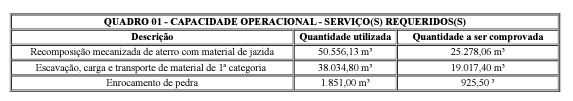 QUADRO 01 - CAPACIDADE OPERACIONAL - SERVIÇO(S) REQUERIDOS(S)
Descrição Quantidade utilizada Quantidade a ser comprovada
Recomposição mecanizada de aterro com material de jazida 50.556,13 m³ 25.278,06 m³
Escavação, carga e transporte de material de 1ª categoria 38.034,80 m³ 19.017,40 m³
Enrocamento de pedra 1.851,00 m³ 925,50 ³